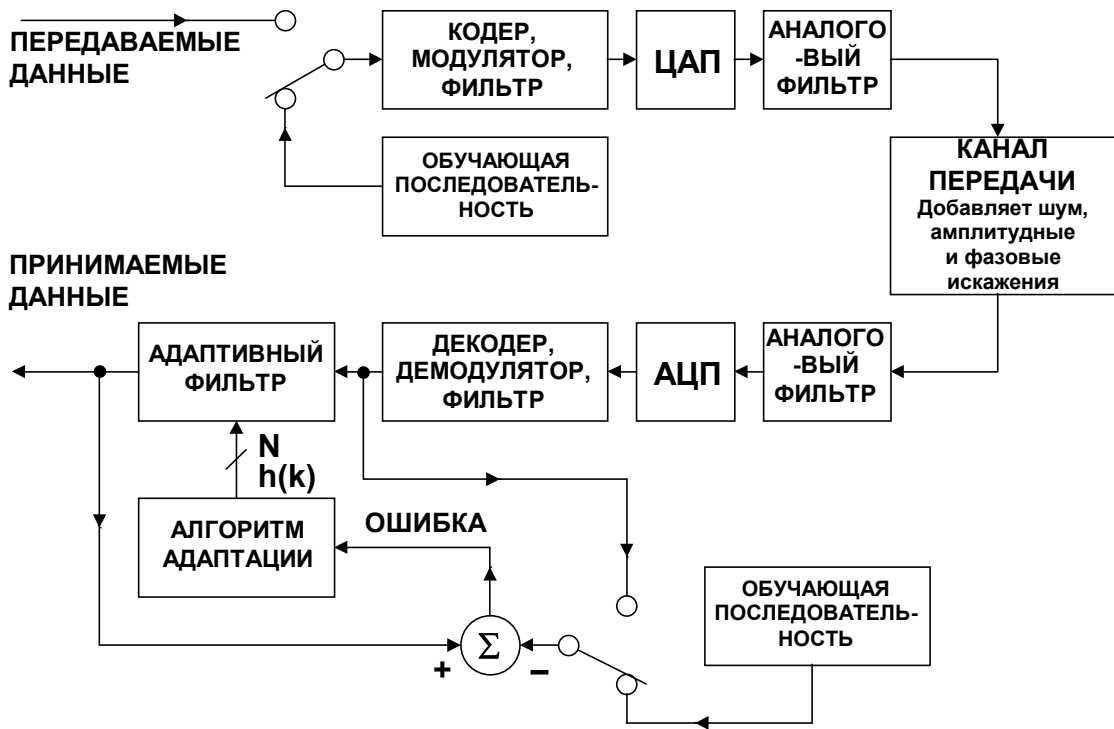 ПЕРЕДАВАЕМЫЕ
ДАННЫЕ
КОДЕР,
МОДУЛЯТОР,
ФИЛЬТР
ЦАП
АНАЛОГО
-ВЫЙ
ФИЛЬТР
ОБУЧАЮЩАЯ
ПОСЛЕДОВАТЕЛЬ-
НОСТЬ
КАНАЛ
ПЕРЕДАЧИ
Добавляет шум,
амплитудные
и фазовые
искажения
ПРИНИМАЕМЫЕ
ДАННЫЕ
АДАПТИВНЫЙ
ФИЛЬТР
ДЕКОДЕР,
ДЕМОДУЛЯТОР,
ФИЛЬТР
АЦП
АНАЛОГО
-ВЫЙ
ФИЛЬТР
N
h(k)
АЛГОРИТМ
АДАПТАЦИИ
ОШИБКА
Σ
+
–
ОБУЧАЮЩАЯ
ПОСЛЕДОВАТЕЛЬ-
НОСТЬ